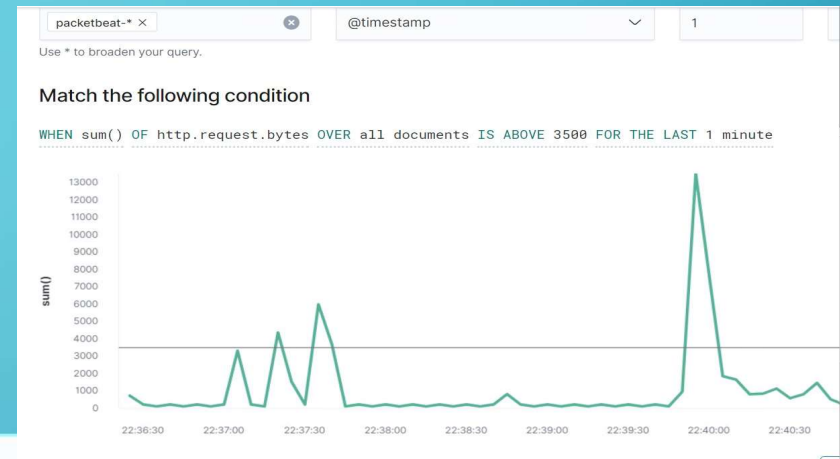 packetbeat-* × @timestamp 1
Use * to broaden your query.
Match the following condition
WHEN sum() OF http.request.bytes OVER all documents IS ABOVE 3500 FOR THE LAST 1 minute
13000
12000
11000
10000
9000
8000
7000
6000
5000
4000
3000
2000
1000
0
sum()
22:36:30 22:37:00 22:37:30 22:38:00 22:38:30 22:39:00 22:39:30 22:40:00 22:40:30